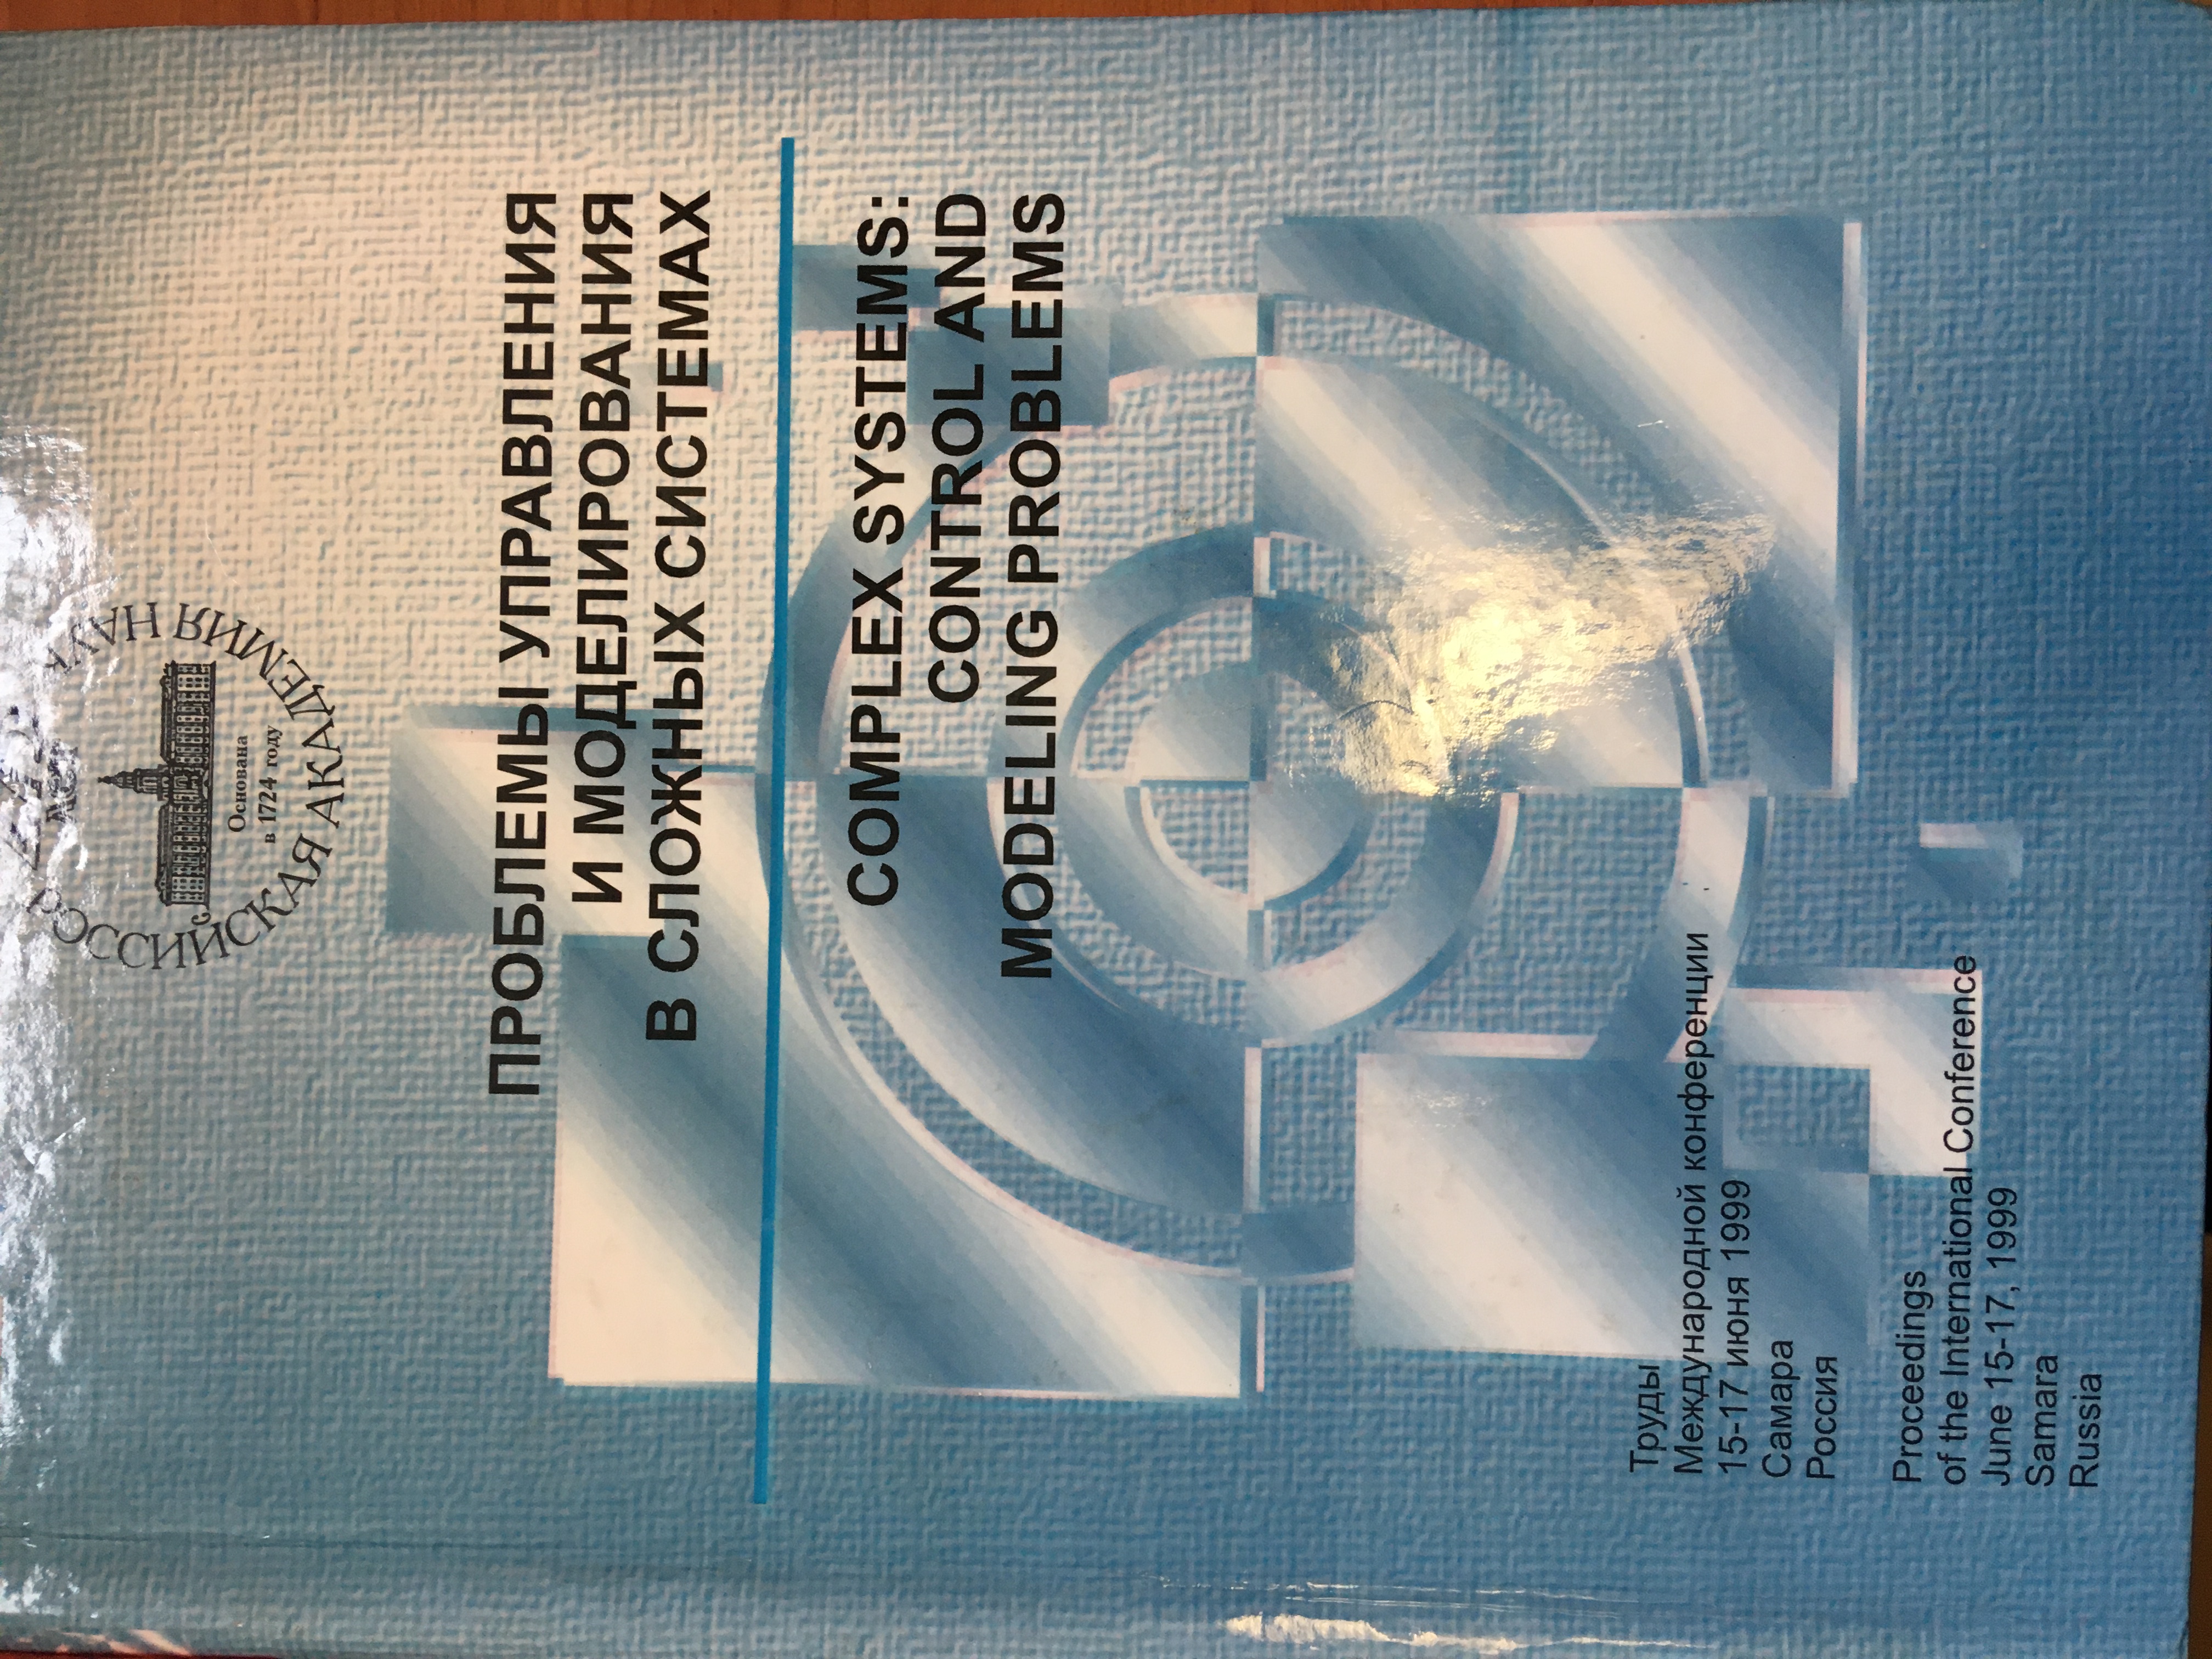 РОССИЙСКАЯ АКАДЕМИЯ НАУК
Основана
в 1724 году
ПРОБЛЕМЫ УПРАВЛЕНИЯ
И МОДЕЛИРОВАНИЯ
В СЛОЖНЫХ СИСТЕМАХ
COMPLEX SYSTEMS:
CONTROL AND
MODELING PROBLEMS
Труды
Международной конференции
15-17 июня 1999
Самара
Россия
Proceedings
of the International Conference
June 15-17, 1999
Samara
Russia